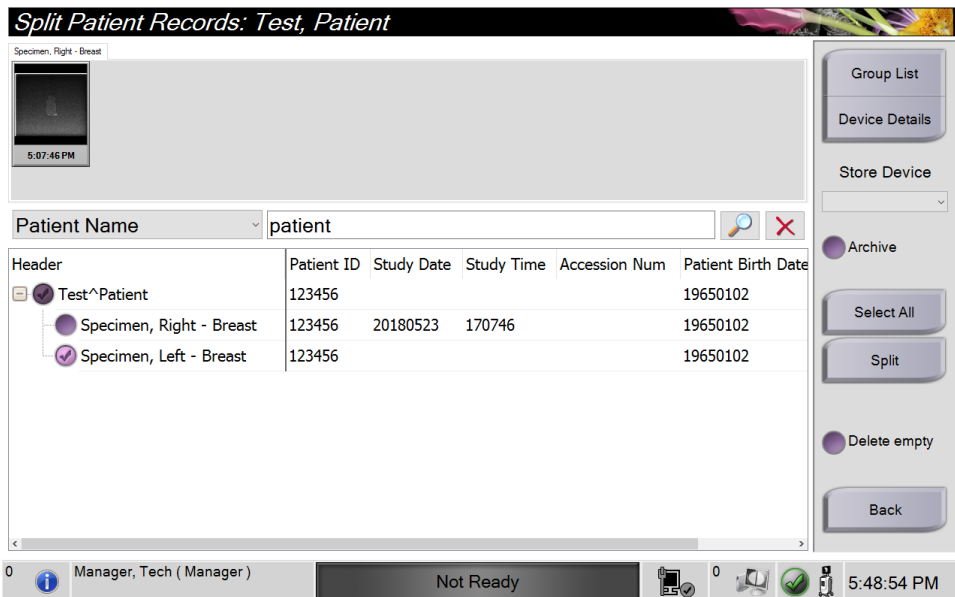 Split Patient Records: Test, Patient
Specimen, Right - Breast
5:07:46 PM
Group List
Device Details
Store Device
Archive
Select All
Split
Delete empty
Back
Patient Name patient
Header Patient ID Study Date Study Time Accession Num Patient Birth Date
Test^Patient 123456 19650102
Specimen, Right - Breast 123456 20180523 170746 19650102
Specimen, Left - Breast 123456 19650102
0 Manager, Tech ( Manager ) Not Ready 0 5:48:54 PM